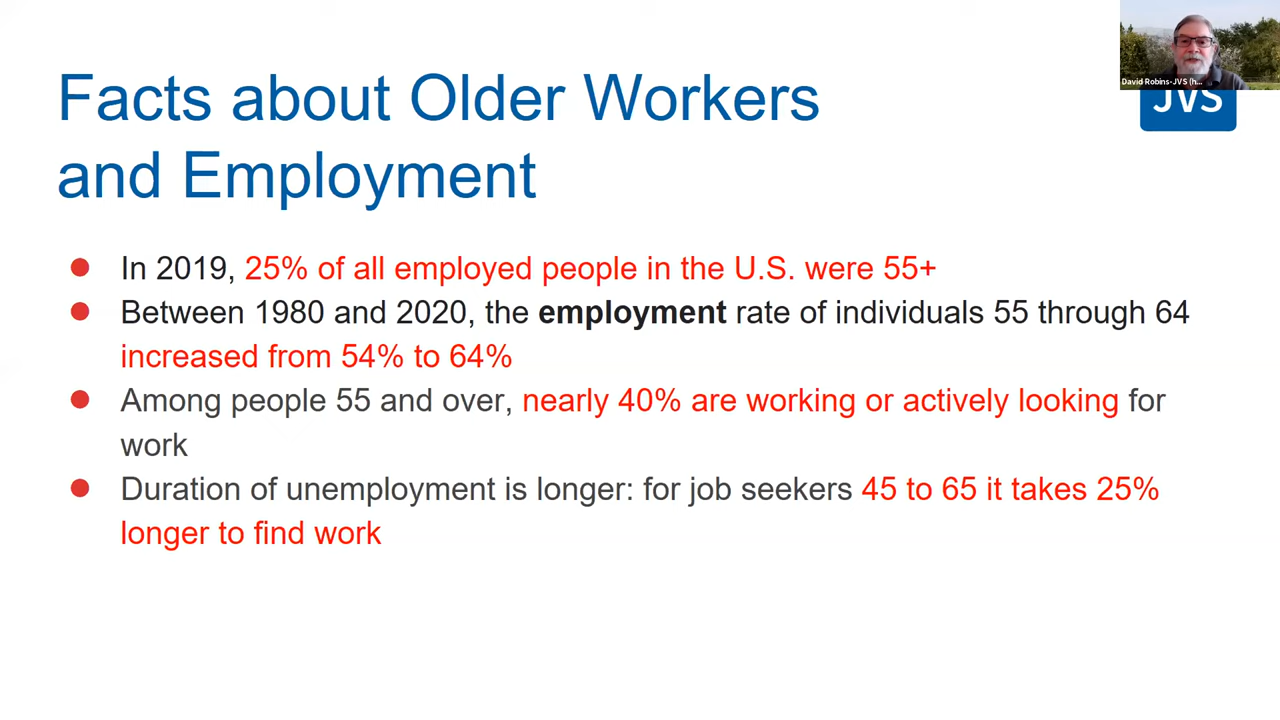 Facts about Older Workers
and Employment
David Robins-JVS (h...
JVS
In 2019, 25% of all employed people in the U.S. were 55+
Between 1980 and 2020, the employment rate of individuals 55 through 64
increased from 54% to 64%
Among people 55 and over, nearly 40% are working or actively looking for
work
Duration of unemployment is longer: for job seekers 45 to 65 it takes 25%
longer to find work